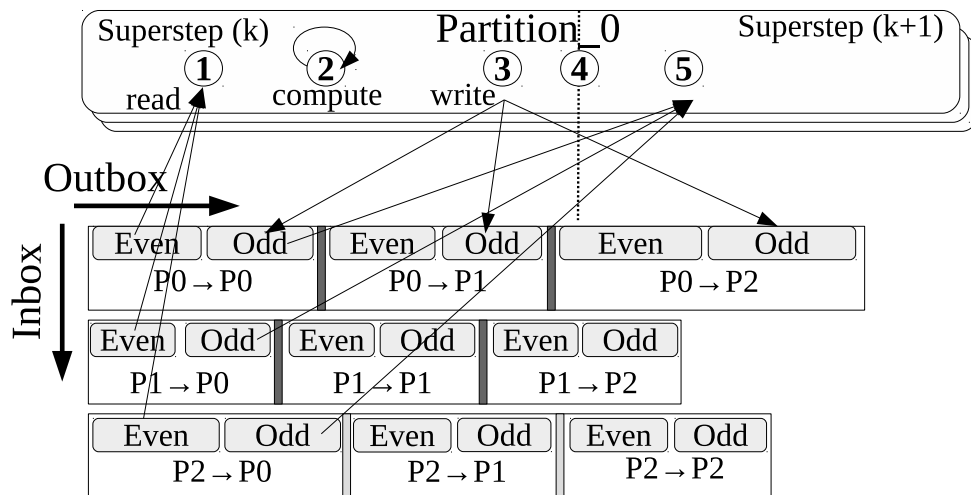 Superstep (k) Partition_0 Superstep (k+1)
1 2 3 4 5
read compute write
Outbox
Inbox
Even Odd Even Odd Even Odd
P0→P0 P0→P1 P0→P2
Even Odd Even Odd Even Odd
P1→P0 P1→P1 P1→P2
Even Odd Even Odd Even Odd
P2→P0 P2→P1 P2→P2